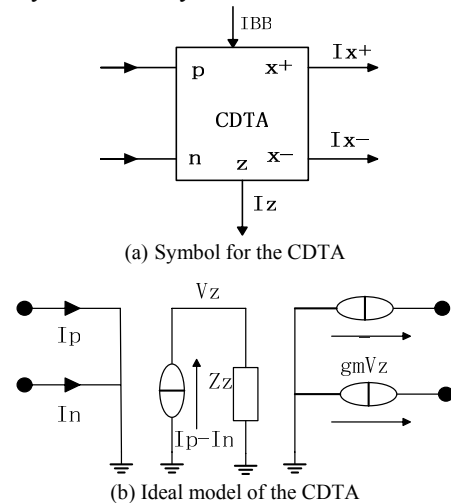 IBB
Ix+
p x+
CDTA
Ix-
n x-
z
Iz
(a) Symbol for the CDTA
Vz
Ip
gmVz
Zz
In
Ip-In
(b) Ideal model of the CDTA